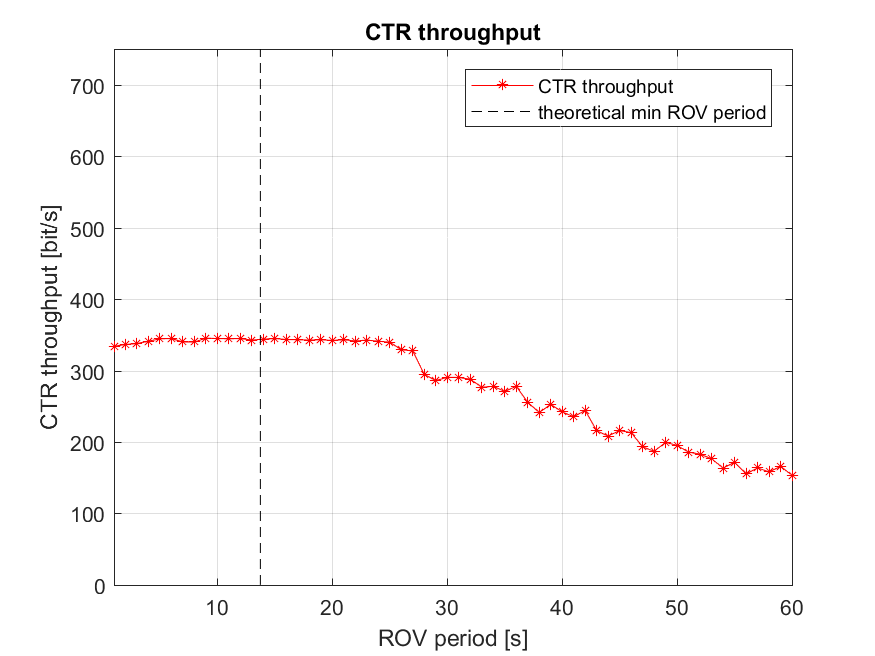 CTR throughput
CTR throughput
theoretical min ROV period
700
600
500
400
300
200
100
0
CTR throughput [bit/s]
10 20 30 40 50 60
ROV period [s]